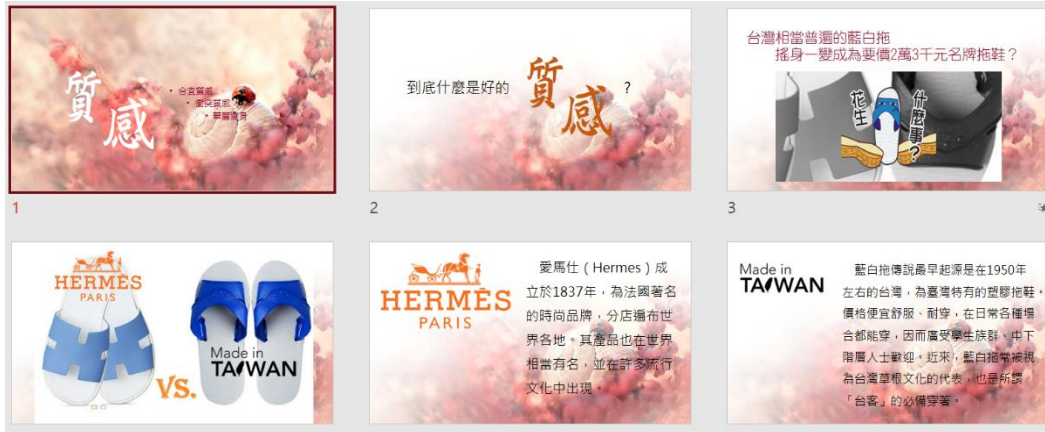 質感
• 合宜質感
• 衝突質感
• 華麗變身
1
到底什麼是好的質感?
2
台灣相當普遍的藍白拖
搖身一變成為要價2萬3千元名牌拖鞋?
花生
什麼事?
3
HERMÈS
PARIS
VS.
Made in
TAIWAN
HERMÈS
PARIS
愛馬仕(Hermes)成
立於1837年,為法國著名
的時尚品牌,分店遍布世
界各地。其產品也在世界
相當有名,並在許多流行
文化中出現。
Made in
TAIWAN
藍白拖傳說最早起源是在1950年
左右的台灣,為臺灣特有的塑膠拖鞋。
價格便宜舒服、耐穿,在日常各種場
合都能穿,因而廣受學生族群、中下
階層人士歡迎。近來,藍白拖常被視
為台灣草根文化的代表,也是所謂
「台客」的必備穿著。